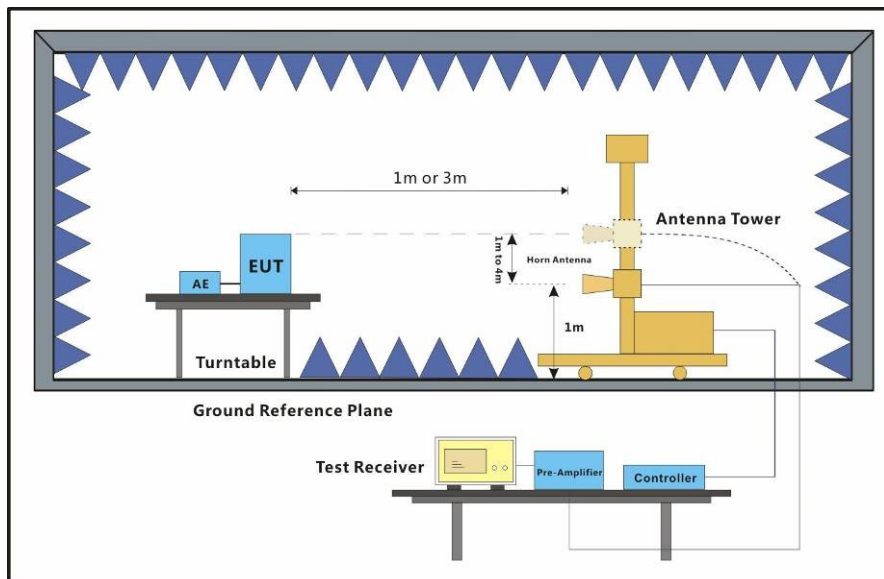 1m or 3m
Antenna Tower
1m to 4m
Horn Antenna
EUT
AE
1m
Turntable
Ground Reference Plane
Test Receiver
Pre-Amplifier
Controller